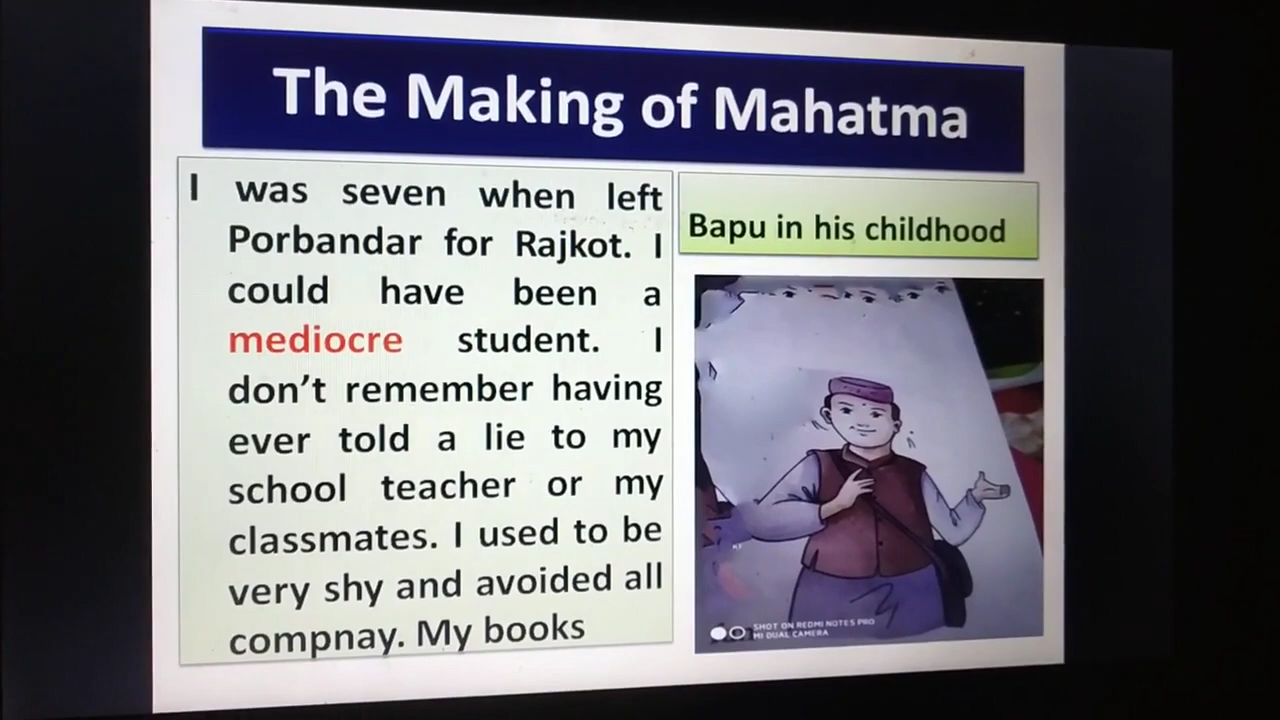 The Making of Mahatma
I was seven when left
Porbandar for Rajkot. I
could have been a
mediocre student. I
don't remember having
ever told a lie to my
school teacher or my
classmates. I used to be
very shy and avoided all
compnay. My books
Bapu in his childhood
SHOT ON REDMI NOTE5 PRO
MI DUAL CAMERA